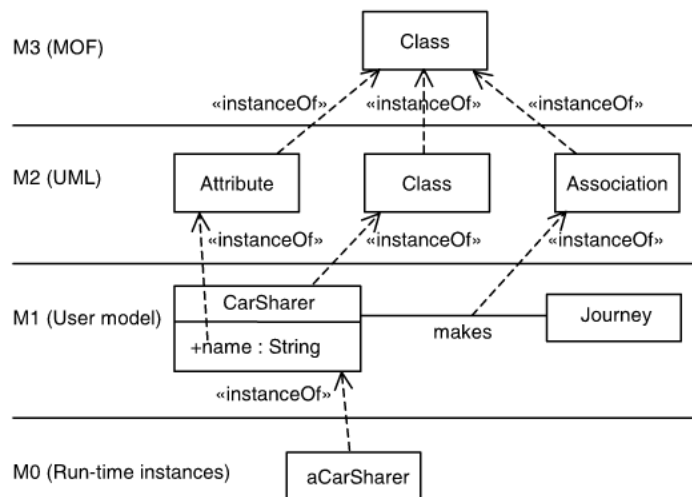 M3 (MOF)
Class
«instanceOf» «instanceOf» «instanceOf»
M2 (UML)
Attribute
Class
Association
«instanceOf» «instanceOf» «instanceOf»
M1 (User model)
CarSharer
+name : String
makes
Journey
«instanceOf»
M0 (Run-time instances)
aCarSharer